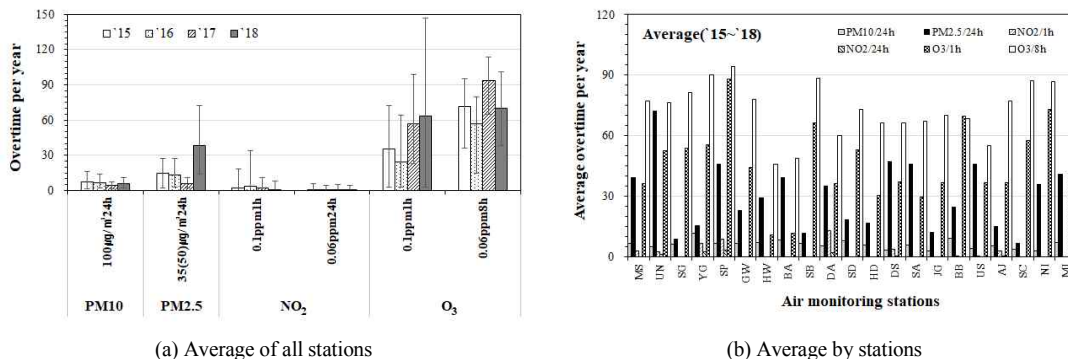 150
120
90
60
30
0
Overtime per year
`15
`16
`17
`18
100㎍/㎥24h
35(50)㎍/㎥24h
0.1ppm1h
0.06ppm24h
0.1ppm1h
0.06ppm8h
PM10
PM2.5
NO₂
O₃
(a) Average of all stations
120
90
60
30
0
Average overtime per year
Average(`15~`18)
PM10/24h
PM2.5/24h
NO2/1h
NO2/24h
O3/1h
O3/8h
MS
UN
SG
YG
SP
GW
HW
BA
SB
DA
SD
HD
DS
SA
JG
BB
US
AJ
SC
NI
ML
Air monitoring stations
(b) Average by stations